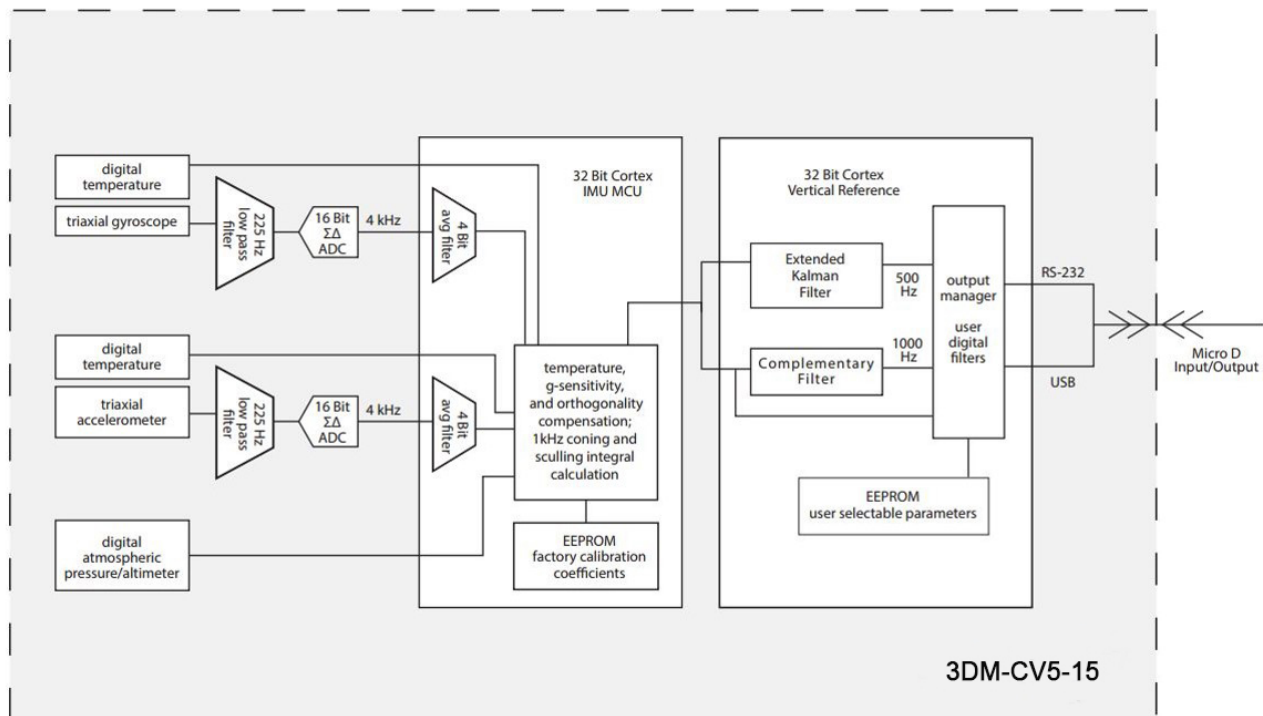 digital
temperature
triaxial gyroscope
225 Hz
low pass
filter
16 Bit
ΣΔ
ADC
4 kHz
4 Bit
avg filter
32 Bit Cortex
IMU MCU
digital
temperature
triaxial
accelerometer
225 Hz
low pass
filter
16 Bit
ΣΔ
ADC
4 kHz
4 Bit
avg filter
temperature,
g-sensitivity,
and orthogonality
compensation;
1kHz coning and
sculling integral
calculation
digital
atmospheric
pressure/altimeter
EEPROM
factory calibration
coefficients
32 Bit Cortex
Vertical Reference
Extended
Kalman
Filter
500
Hz
Complementary
Filter
1000
Hz
output
manager
user
digital
filters
EEPROM
user selectable parameters
RS-232
USB
Micro D
Input/Output
3DM-CV5-15